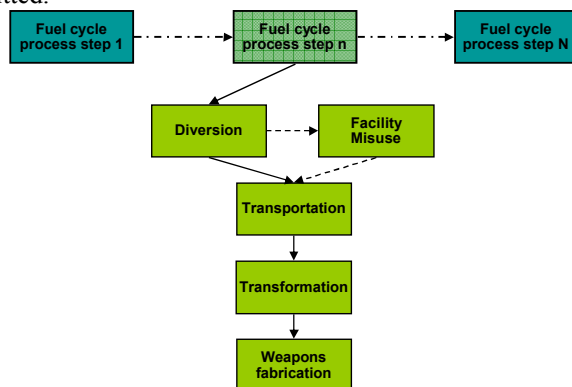 itted.
Fuel cycle
process step 1
Fuel cycle
process step n
Fuel cycle
process step N
Diversion
Facility
Misuse
Transportation
Transformation
Weapons
fabrication